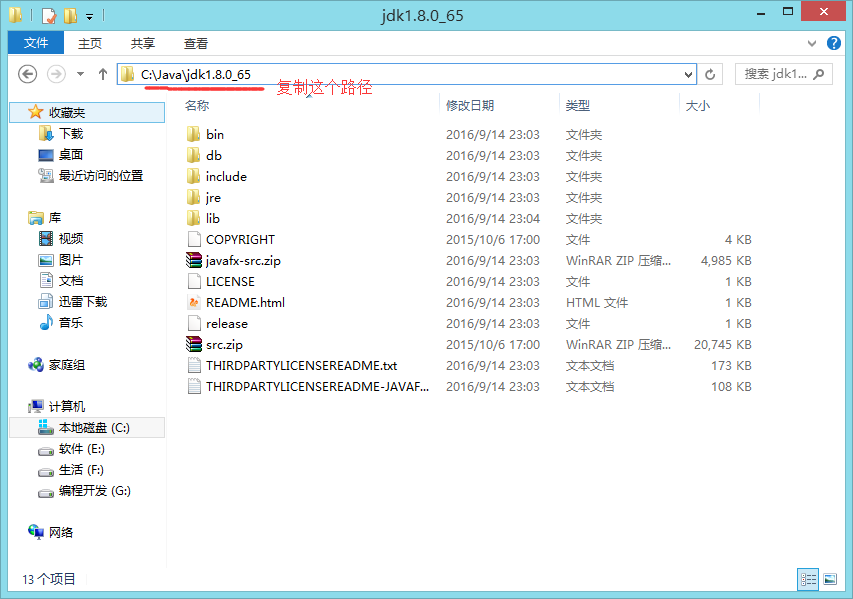 jdk1.8.0_65
文件 主页 共享 查看
C:\Java\jdk1.8.0_65
搜索 jdk1...
复制这个路径
名称 修改日期 类型 大小
收藏夹
下载
桌面
最近访问的位置
库
视频
图片
文档
迅雷下载
音乐
家庭组
计算机
本地磁盘 (C:)
软件 (E:)
生活 (F:)
编程开发 (G:)
网络
bin 2016/9/14 23:03 文件夹
db 2016/9/14 23:03 文件夹
include 2016/9/14 23:03 文件夹
jre 2016/9/14 23:03 文件夹
lib 2016/9/14 23:04 文件夹
COPYRIGHT 2015/10/6 17:00 文件 4 KB
javafx-src.zip 2016/9/14 23:03 WinRAR ZIP 压缩... 4,985 KB
LICENSE 2016/9/14 23:03 文件 1 KB
README.html 2016/9/14 23:03 HTML 文件 1 KB
release 2016/9/14 23:03 文件 1 KB
src.zip 2015/10/6 17:00 WinRAR ZIP 压缩... 20,745 KB
THIRDPARTYLICENSEREADME.txt 2016/9/14 23:03 文本文档 173 KB
THIRDPARTYLICENSEREADME-JAVAF... 2016/9/14 23:03 文本文档 108 KB
13 个项目